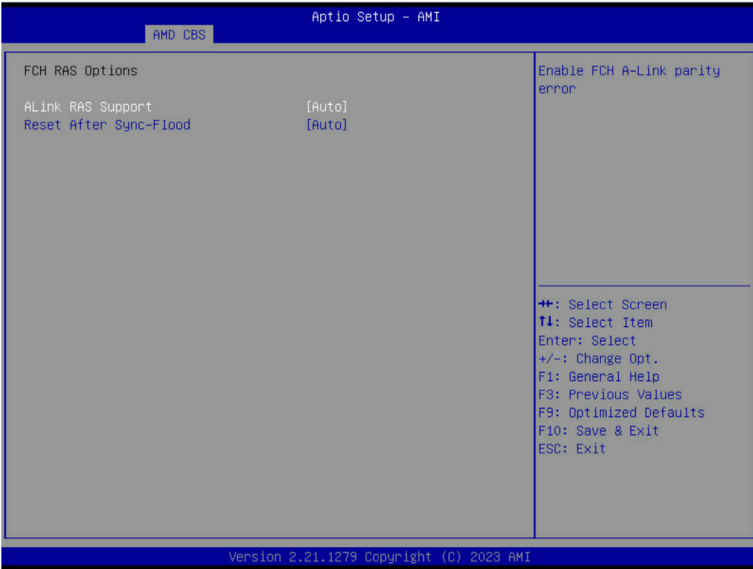 Aptio Setup - AMI
AMD CBS
FCH RAS Options
ALink RAS Support [Auto]
Reset After Sync-Flood [Auto]
Enable FCH A-Link parity
error
→←: Select Screen
↑↓: Select Item
Enter: Select
+/-: Change Opt.
F1: General Help
F3: Previous Values
F9: Optimized Defaults
F10: Save & Exit
ESC: Exit
Version 2.21.1279 Copyright (C) 2023 AMI